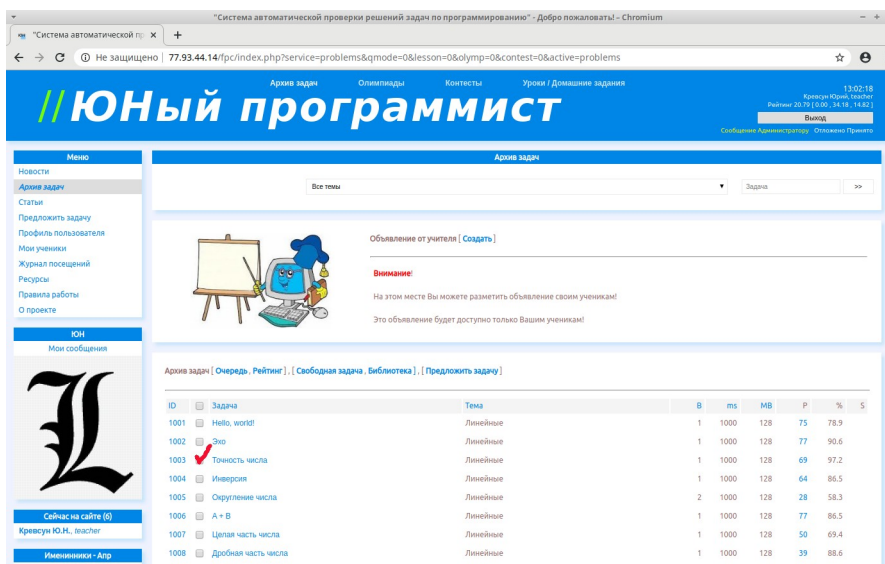 "Система автоматической проверки решений задач по программированию" - Добро пожаловать! – Chromium
"Система автоматической пр
Не защищено | 77.93.44.14/fpc/index.php?service=problems&qmode=0&lesson=0&olymp=0&contest=0&active=problems
Архив задач Олимпиады Контесты Уроки / Домашние задания
//ЮНый программист
13:02:18
Кревсун Юрий, teacher
Рейтинг 20.79 [ 0.00 , 34.18 , 14.82 ]
Выход
Сообщение Администратору Отложено Принято
Меню
Новости
Архив задач
Статьи
Предложить задачу
Профиль пользователя
Мои ученики
Журнал посещений
Ресурсы
Правила работы
О проекте
ЮН
Мои сообщения
Сейчас на сайте (6)
Кревсун Ю.Н., teacher
Именинники - Апр
Архив задач
Все темы Задача >>
Объявление от учителя [ Создать ]
Внимание!
На этом месте Вы можете разметить объявление своим ученикам!
Это объявление будет доступно только Вашим ученикам!
Архив задач [ Очередь , Рейтинг ] , [ Свободная задача , Библиотека ] , [ Предложить задачу ]
ID Задача Тема B ms MB P % S
1001 Hello, world! Линейные 1 1000 128 75 78.9
1002 Эхо Линейные 1 1000 128 77 90.6
1003 Точность числа Линейные 1 1000 128 69 97.2
1004 Инверсия Линейные 1 1000 128 64 86.5
1005 Округление числа Линейные 2 1000 128 28 58.3
1006 A + B Линейные 1 1000 128 77 86.5
1007 Целая часть числа Линейные 1 1000 128 50 69.4
1008 Дробная часть числа Линейные 1 1000 128 39 88.6